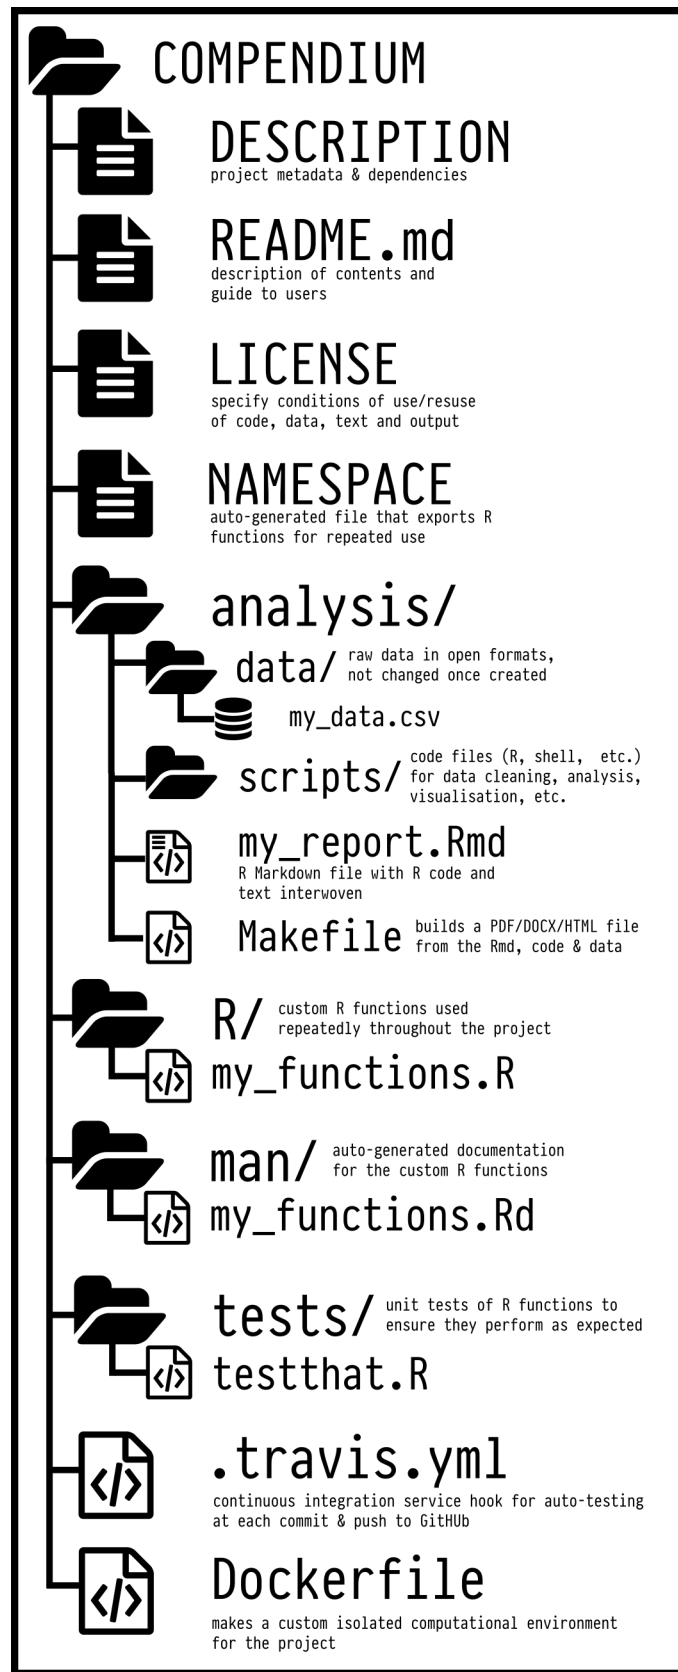 COMPENDIUM
DESCRIPTION
project metadata & dependencies
README.md
description of contents and
guide to users
LICENSE
specify conditions of use/resuse
of code, data, text and output
NAMESPACE
auto-generated file that exports R
functions for repeated use
analysis/
data/
raw data in open formats,
not changed once created
my_data.csv
scripts/
code files (R, shell, etc.)
for data cleaning, analysis,
visualisation, etc.
my_report.Rmd
R Markdown file with R code and
text interwoven
Makefile
builds a PDF/DOCX/HTML file
from the Rmd, code & data
R/
custom R functions used
repeatedly throughout the project
my_functions.R
man/
auto-generated documentation
for the custom R functions
my_functions.Rd
tests/
unit tests of R functions to
ensure they perform as expected
testthat.R
.travis.yml
continuous integration service hook for auto-testing
at each commit & push to GitHUb
Dockerfile
makes a custom isolated computational environment
for the project